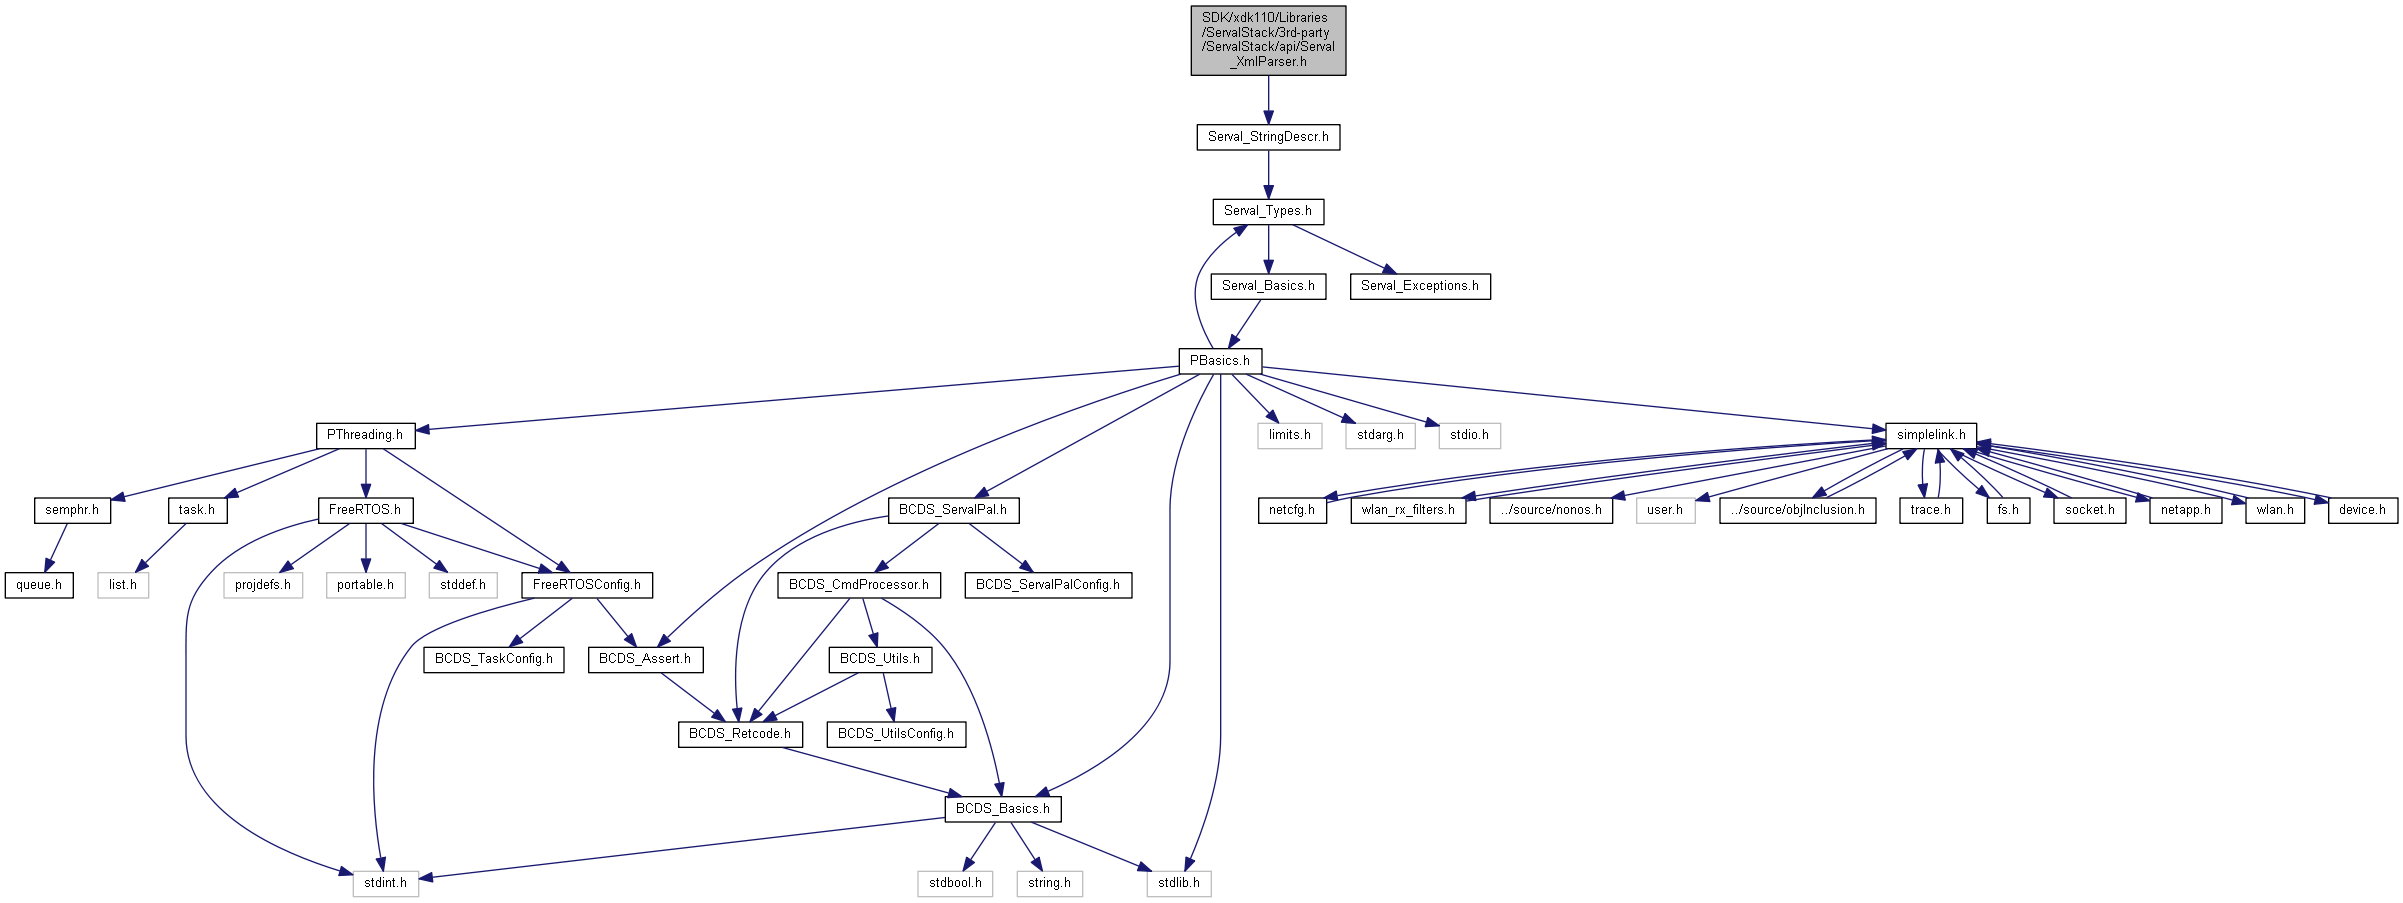 SDK/xdk110/Libraries
/ServalStack/3rd-party
/ServalStack/api/Serval
_XmlParser.h
Serval_StringDescr.h
Serval_Types.h
Serval_Basics.h
Serval_Exceptions.h
PBasics.h
PThreading.h
limits.h
stdarg.h
stdio.h
simplelink.h
semphr.h
task.h
FreeRTOS.h
BCDS_ServalPal.h
netcfg.h
wlan_rx_filters.h
../source/nonos.h
user.h
../source/objInclusion.h
trace.h
fs.h
socket.h
netapp.h
wlan.h
device.h
queue.h
list.h
projdefs.h
portable.h
stddef.h
FreeRTOSConfig.h
BCDS_CmdProcessor.h
BCDS_ServalPalConfig.h
BCDS_TaskConfig.h
BCDS_Assert.h
BCDS_Utils.h
BCDS_Retcode.h
BCDS_UtilsConfig.h
BCDS_Basics.h
stdint.h
stdbool.h
string.h
stdlib.h